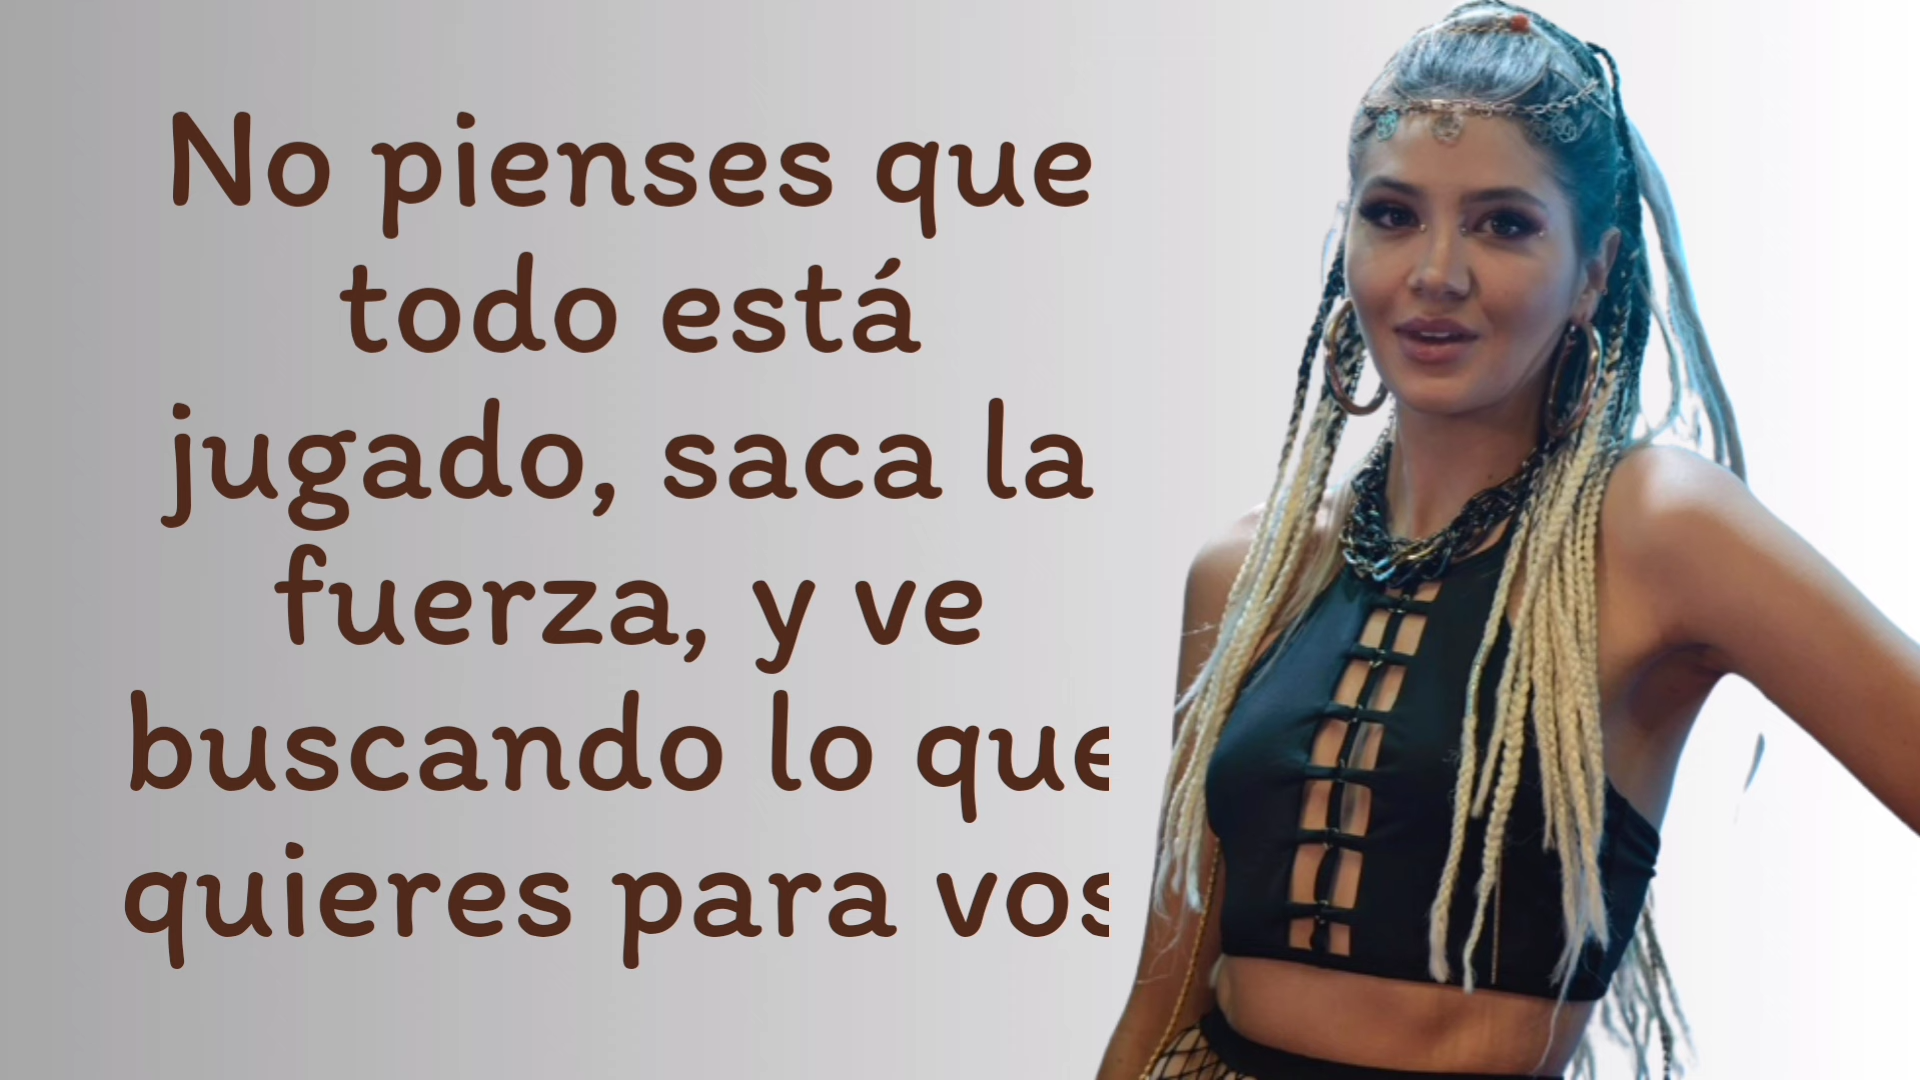 No pienses que
todo está
jugado, saca la
fuerza, y ve
buscando lo que
quieres para vos